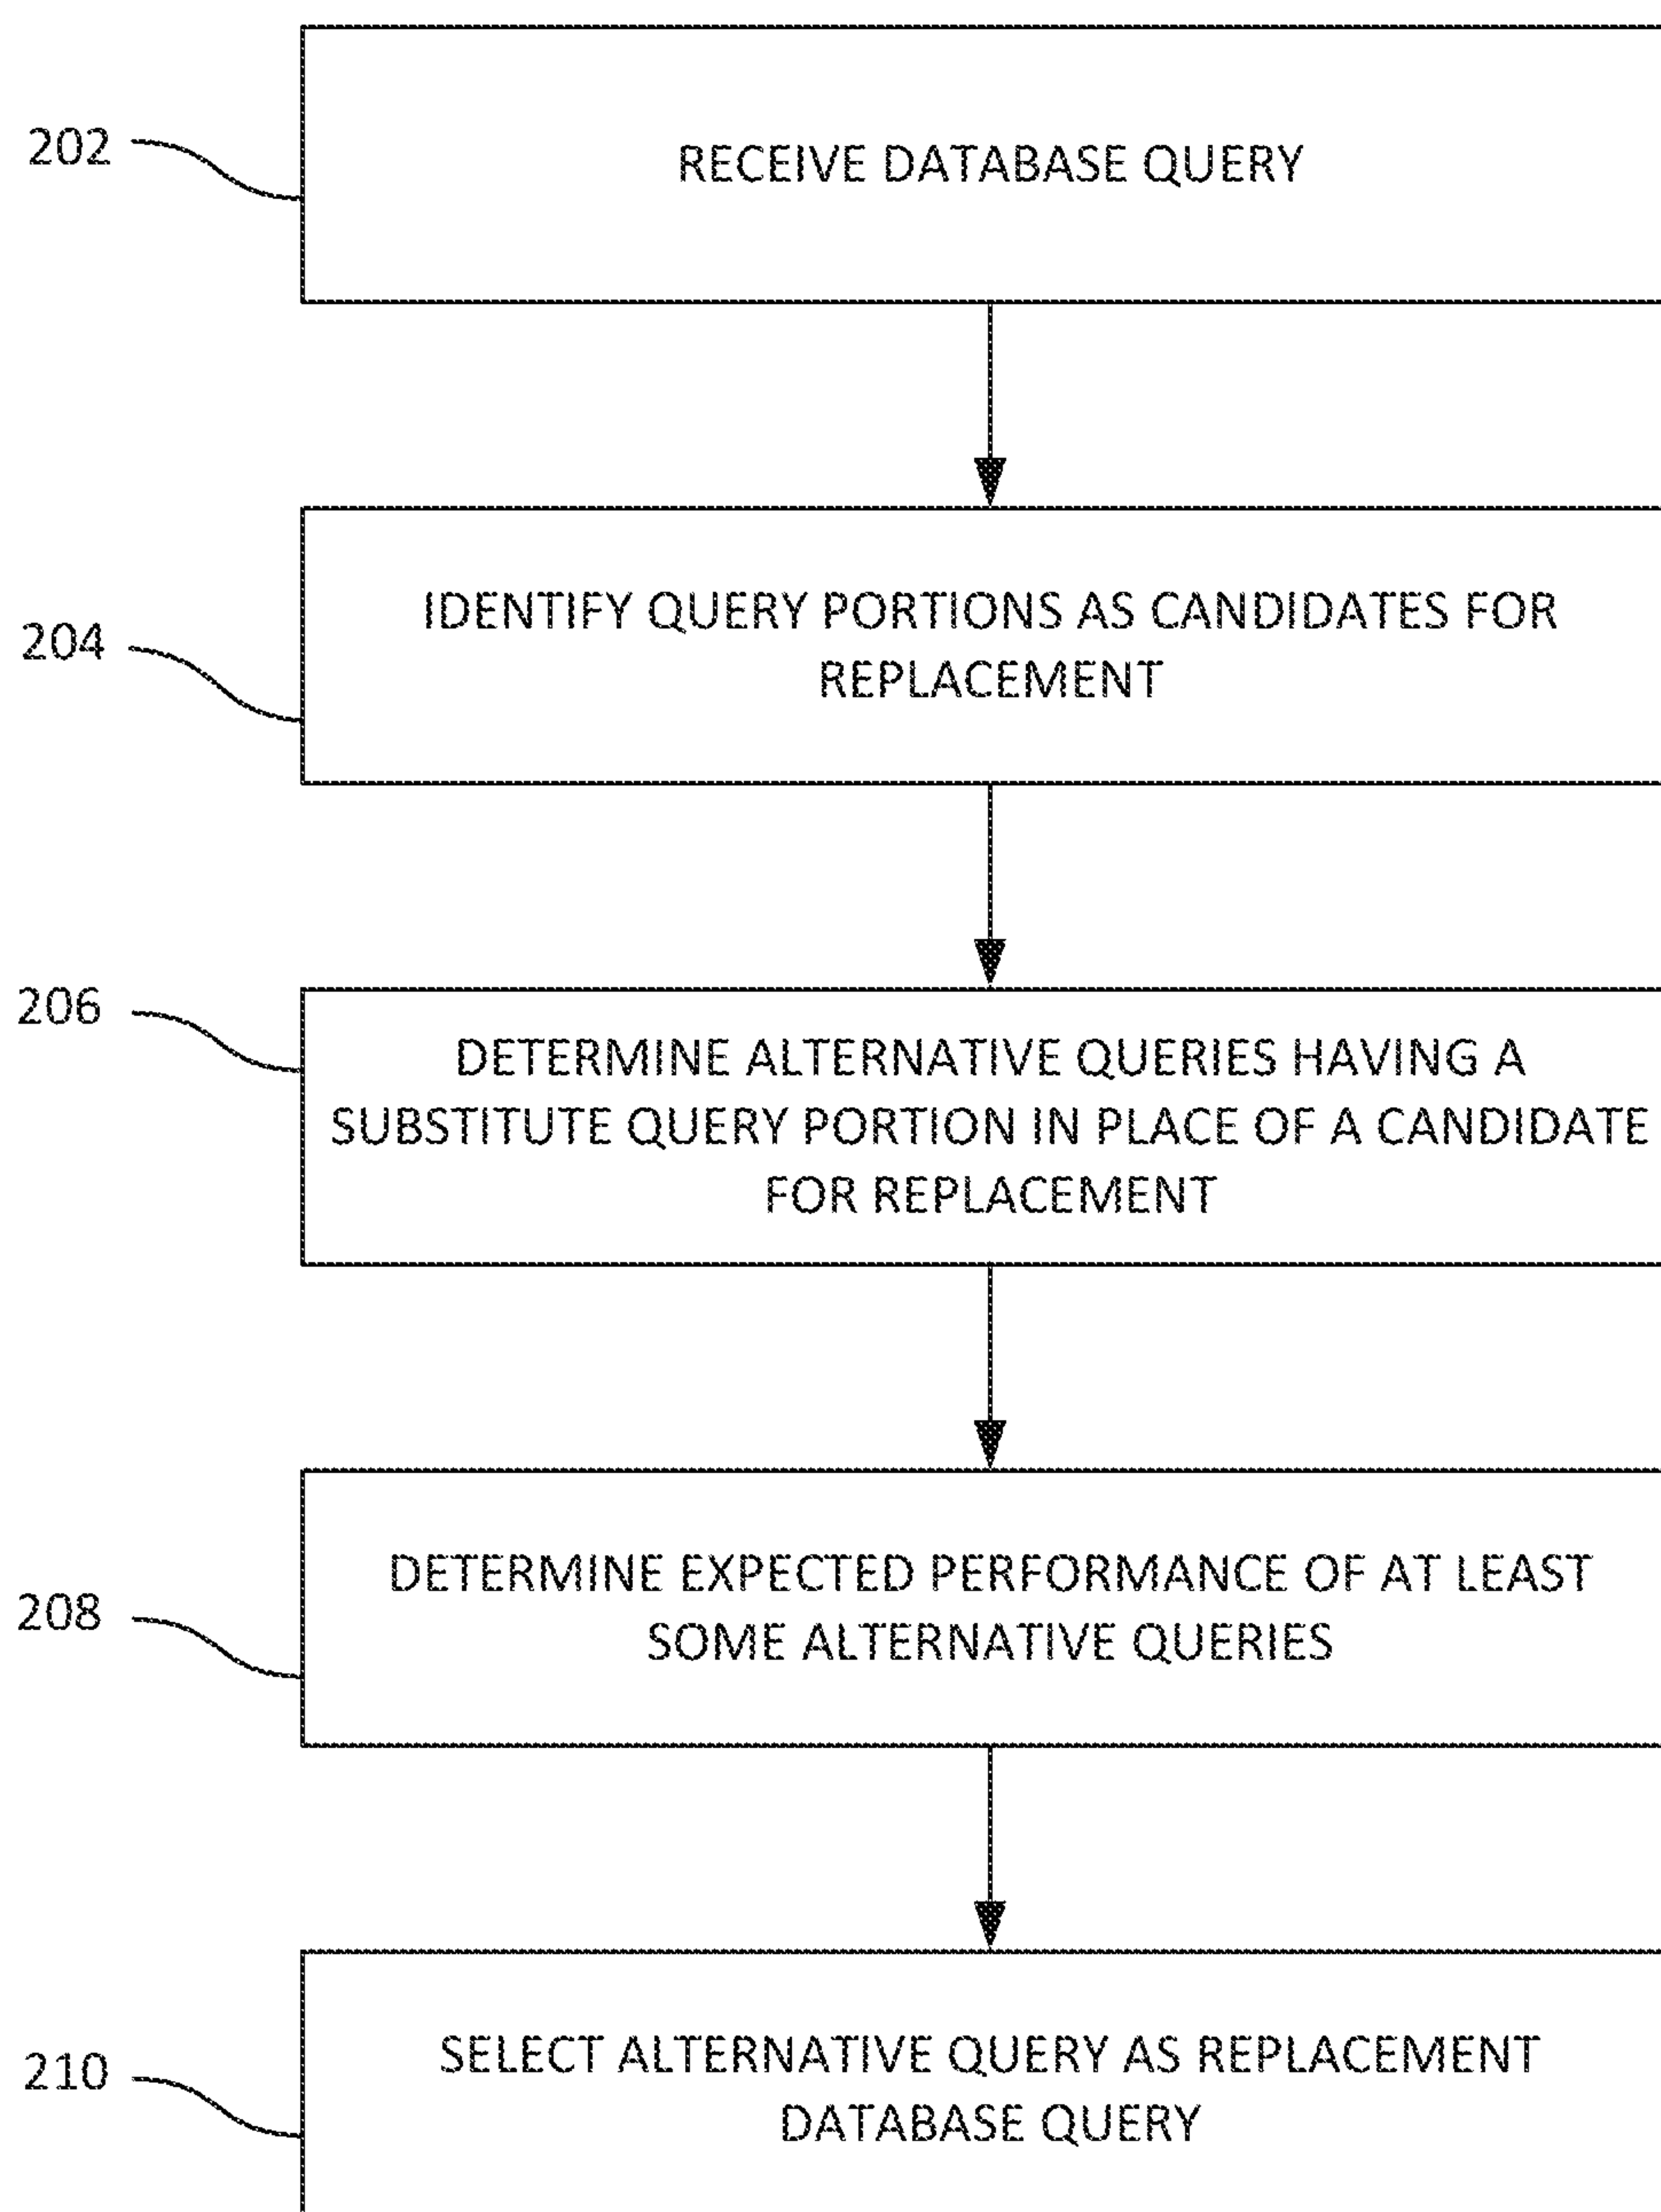 202
RECEIVE DATABASE QUERY
204
IDENTIFY QUERY PORTIONS AS CANDIDATES FOR
REPLACEMENT
206
DETERMINE ALTERNATIVE QUERIES HAVING A
SUBSTITUTE QUERY PORTION IN PLACE OF A CANDIDATE
FOR REPLACEMENT
208
DETERMINE EXPECTED PERFORMANCE OF AT LEAST
SOME ALTERNATIVE QUERIES
210
SELECT ALTERNATIVE QUERY AS REPLACEMENT
DATABASE QUERY